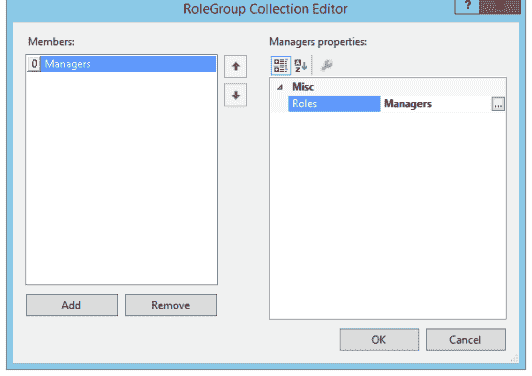 RoleGroup Collection Editor
?
Members:
0 Managers
Add
Remove
Managers properties:
Misc
Roles Managers ...
OK
Cancel